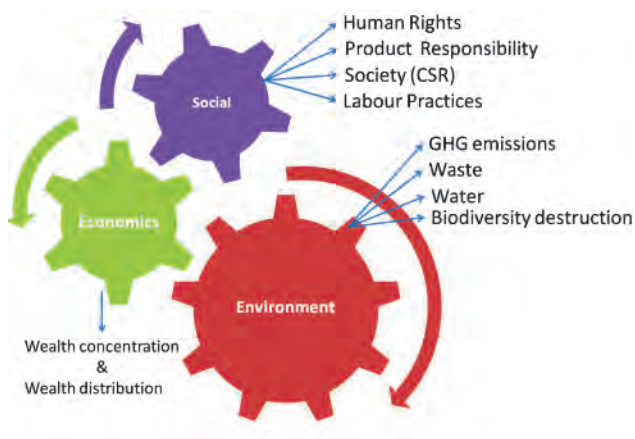 Human Rights
Product Responsibility
Society (CSR)
Labour Practices
Social
GHG emissions
Waste
Water
Biodiversity destruction
Economics
Environment
Wealth concentration
&
Wealth distribution